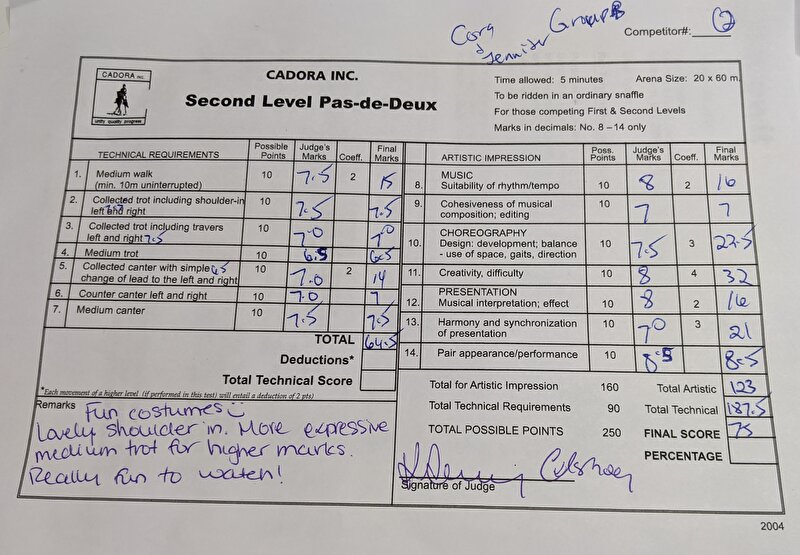 Cora & Jennifer Group B
Competitor#: 2
CADORA INC.
unity quality progress
CADORA INC.
Second Level Pas-de-Deux
Time allowed: 5 minutes Arena Size: 20 x 60 m.
To be ridden in an ordinary snaffle
For those competing First & Second Levels
Marks in decimals: No. 8 – 14 only
TECHNICAL REQUIREMENTS Possible Points Judge's Marks Coeff. Final Marks
1. Medium walk (min. 10m uninterrupted) 10 7.5 2 15
2. Collected trot including shoulder-in left and right 7.5 10 7.5 7.5
3. Collected trot including travers left and right 7.5 10 7.0 7.0
4. Medium trot 10 6.5 6.5
5. Collected canter with simple 6.5 change of lead to the left and right 10 7.0 2 14
6. Counter canter left and right 10 7.0 7
7. Medium canter 10 7.5 7.5
TOTAL 64.5
Deductions*
Total Technical Score
*Each movement of a higher level (if performed in this test) will entail a deduction of 2 pts)
Remarks Fun costumes
Lovely shoulder in. More expressive
medium trot for higher marks.
Really fun to watch!
ARTISTIC IMPRESSION Poss. Points Judge's Marks Coeff. Final Marks
MUSIC
8. Suitability of rhythm/tempo 10 8 2 16
9. Cohesiveness of musical composition; editing 10 7 7
CHOREOGRAPHY
10. Design: development; balance - use of space, gaits, direction 10 7.5 3 22.5
11. Creativity, difficulty 10 8 4 32
PRESENTATION
12. Musical interpretation; effect 10 8 2 16
13. Harmony and synchronization of presentation 10 7.0 3 21
14. Pair appearance/performance 10 8.5 8.5
Total for Artistic Impression 160 Total Artistic 123
Total Technical Requirements 90 Total Technical 187.5
TOTAL POSSIBLE POINTS 250 FINAL SCORE 75
PERCENTAGE
Signature of Judge
2004